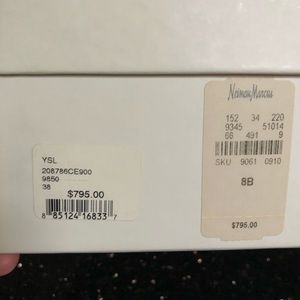 YSL
208786CE900
9850
38
$795.00
8 85124 16833 7
Neiman Marcus
152 34 220
9345 51014
66 491 9
SKU 9061 0910
8B
$795.00